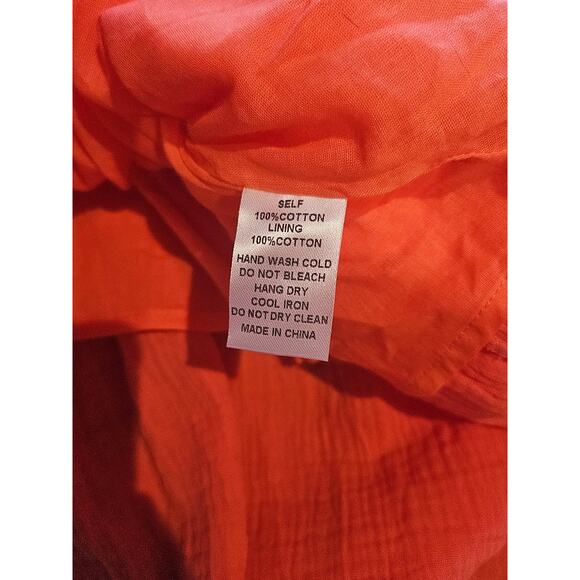 SELF
100%COTTON
LINING
100%COTTON
HAND WASH COLD
DO NOT BLEACH
HANG DRY
COOL IRON
DO NOT DRY CLEAN
MADE IN CHINA